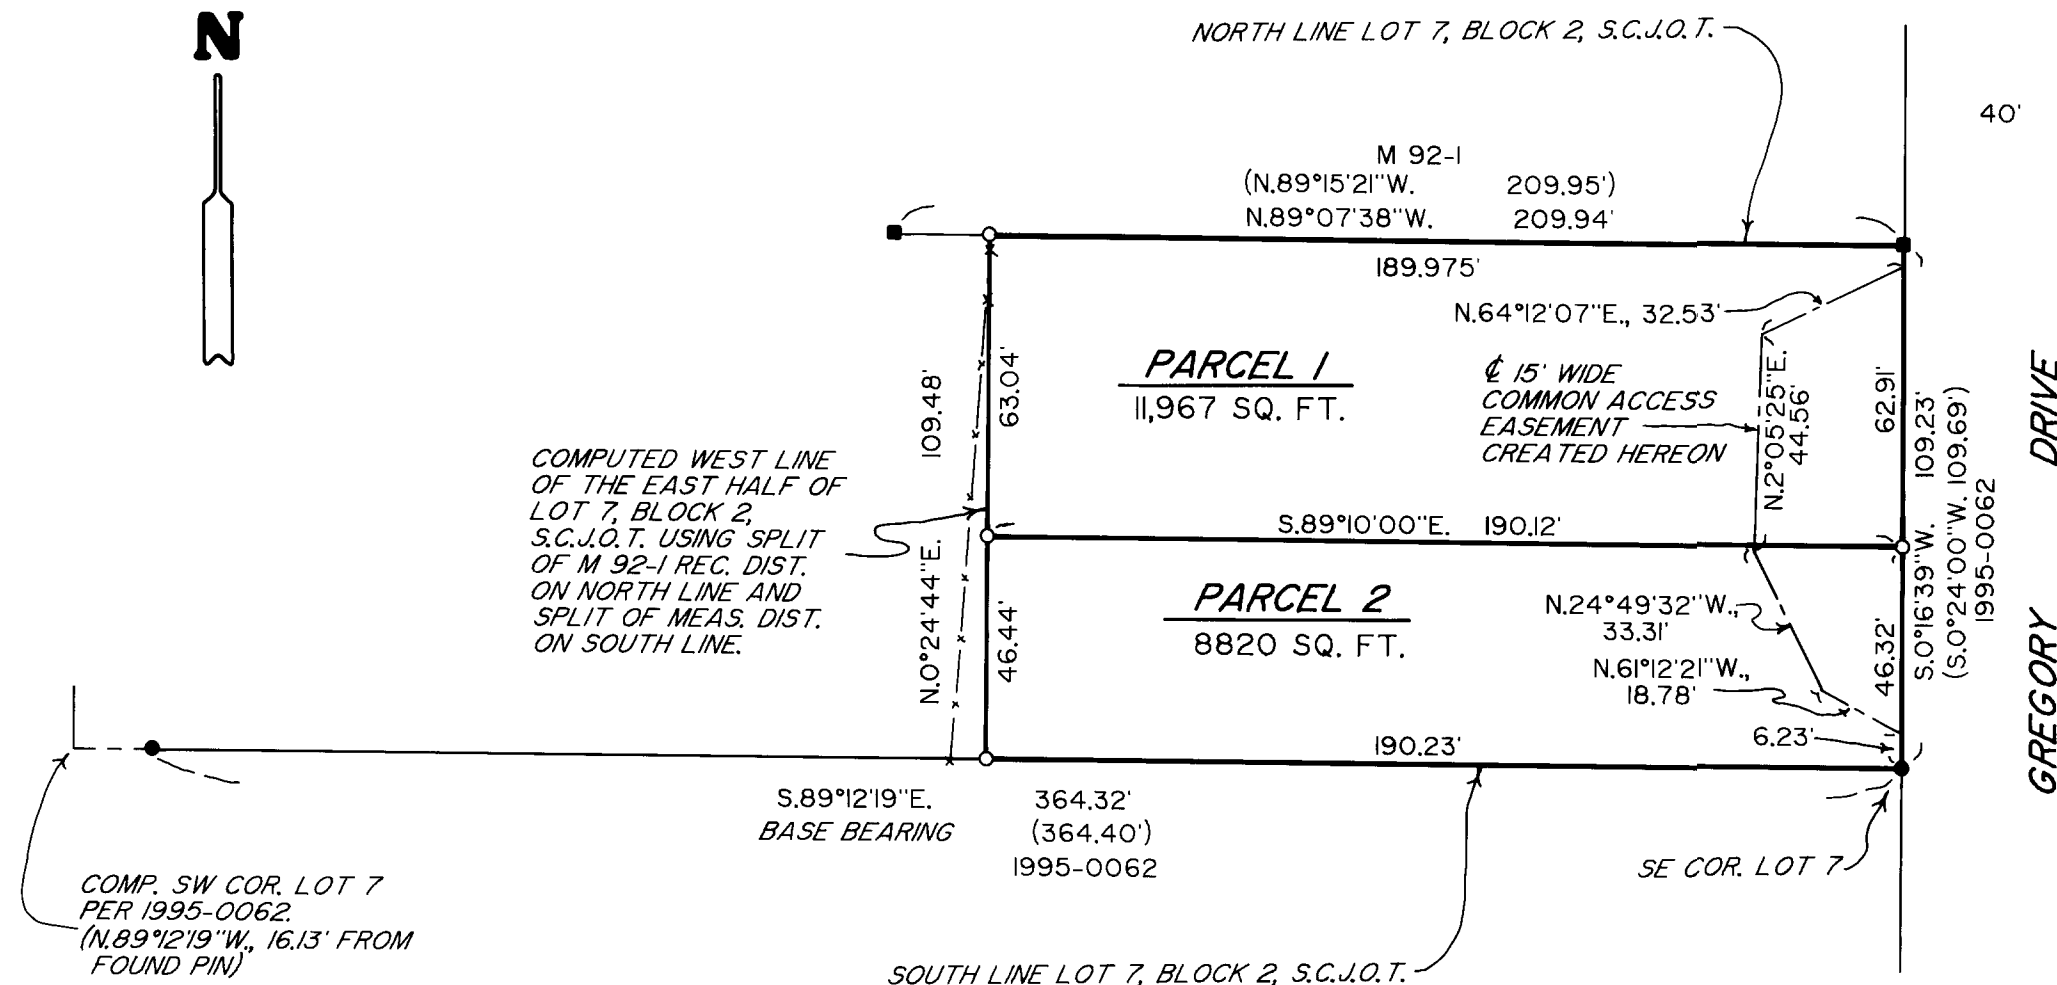 N
NORTH LINE LOT 7, BLOCK 2, S.C.J.O.T.
40'
M 92-1
(N.89°15'21"W. 209.95')
N.89°07'38"W. 209.94'
189.975'
N.64°12'07"E., 32.53'
PARCEL 1
11,967 SQ. FT.
℄ 15' WIDE
COMMON ACCESS
EASEMENT
CREATED HEREON
N.2°05'25"E.
44.56'
62.91'
109.48'
63.04'
COMPUTED WEST LINE
OF THE EAST HALF OF
LOT 7, BLOCK 2,
S.C.J.O.T. USING SPLIT
OF M 92-1 REC. DIST.
ON NORTH LINE AND
SPLIT OF MEAS. DIST.
ON SOUTH LINE.
N.0°24'44"E.
S.89°10'00"E. 190.12'
S.0°16'39"W. 109.23'
(S.0°24'00"W. 109.69')
1995-0062
GREGORY DRIVE
PARCEL 2
8820 SQ. FT.
46.44'
N.24°49'32"W.,
33.31'
N.61°12'21"W.,
18.78'
46.32'
6.23'
190.23'
S.89°12'19"E. 364.32'
BASE BEARING (364.40')
1995-0062
SE COR. LOT 7
COMP. SW COR. LOT 7
PER 1995-0062.
(N.89°12'19"W., 16.13' FROM
FOUND PIN)
SOUTH LINE LOT 7, BLOCK 2, S.C.J.O.T.